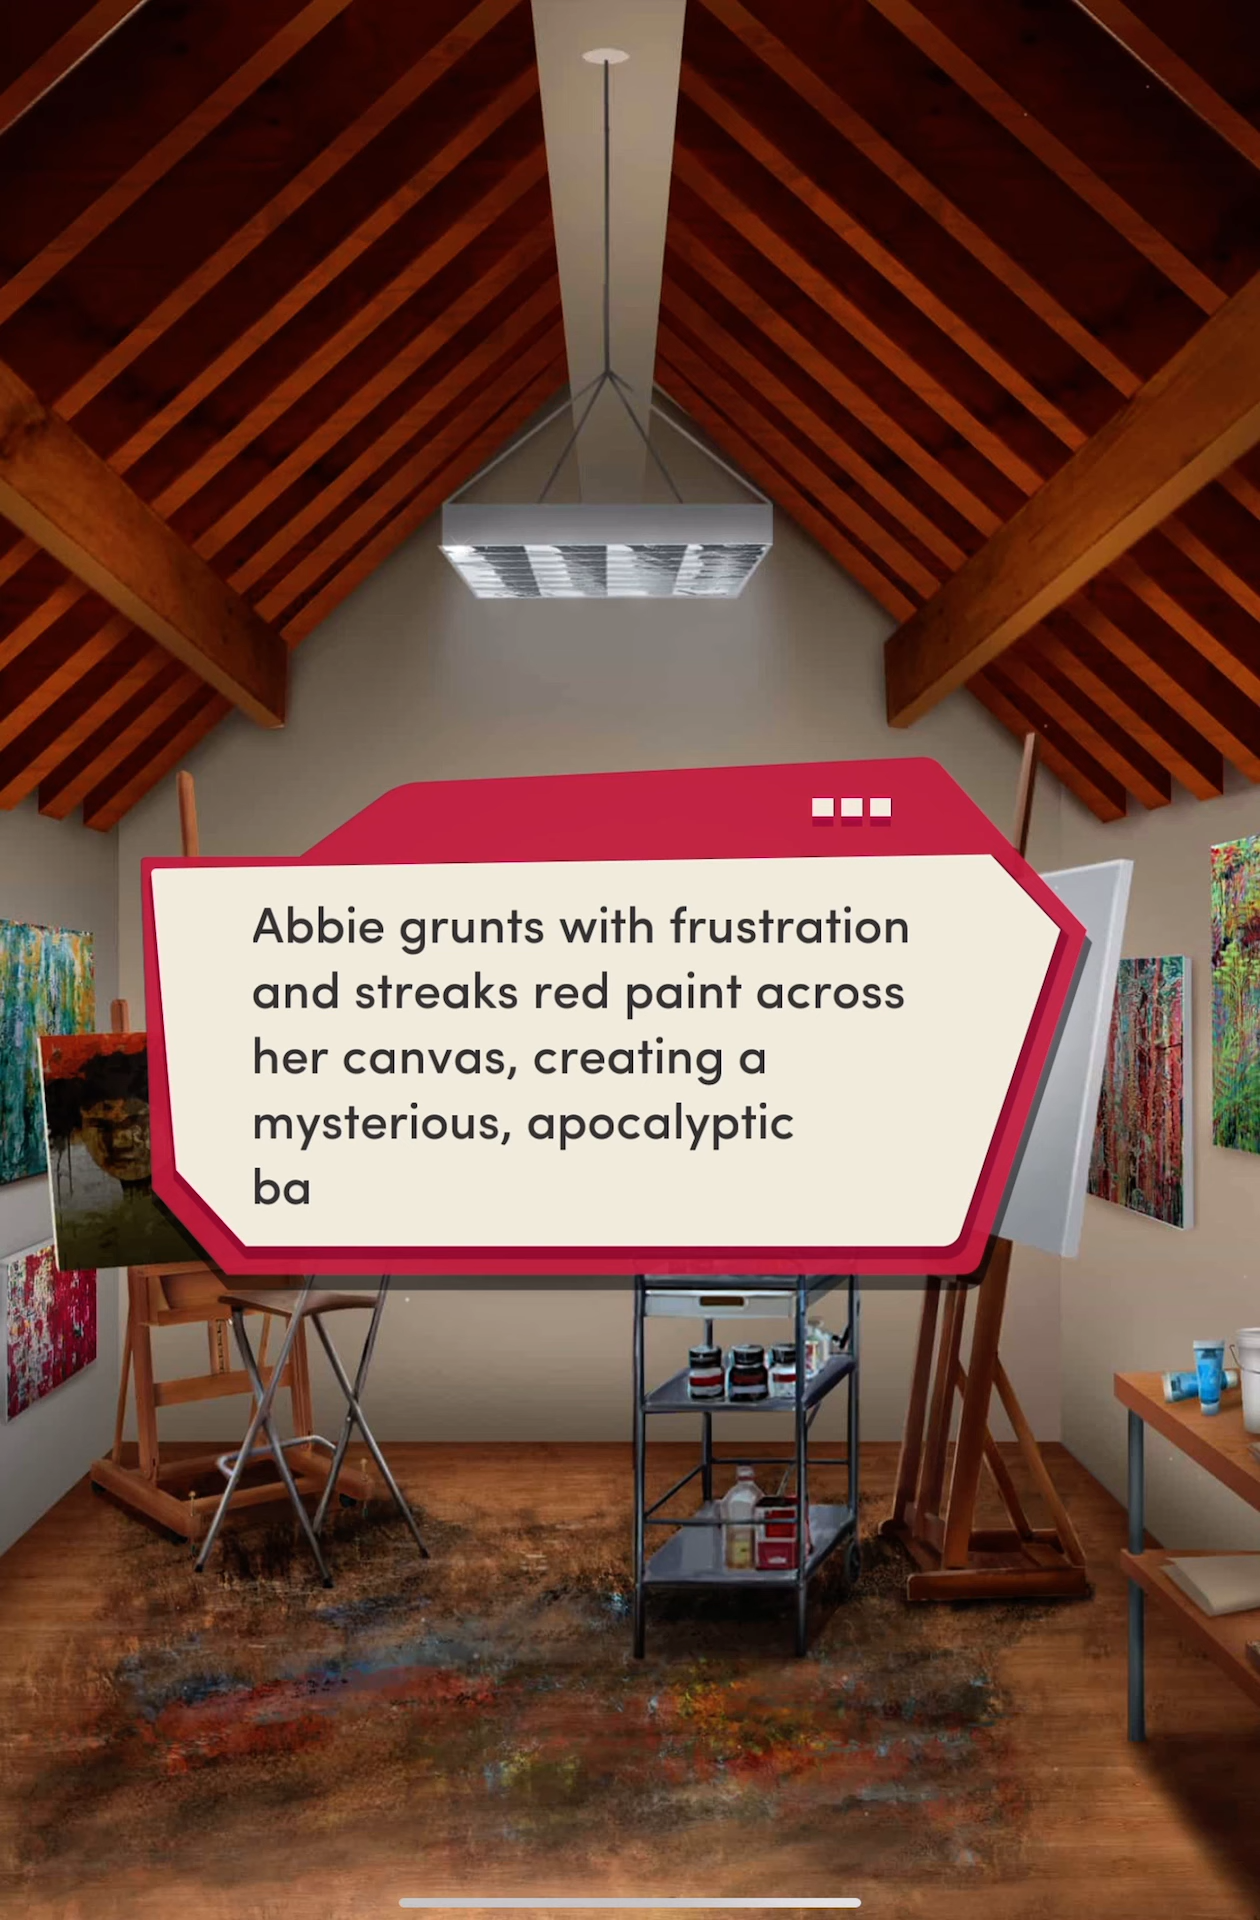 Abbie grunts with frustration
and streaks red paint across
her canvas, creating a
mysterious, apocalyptic
ba